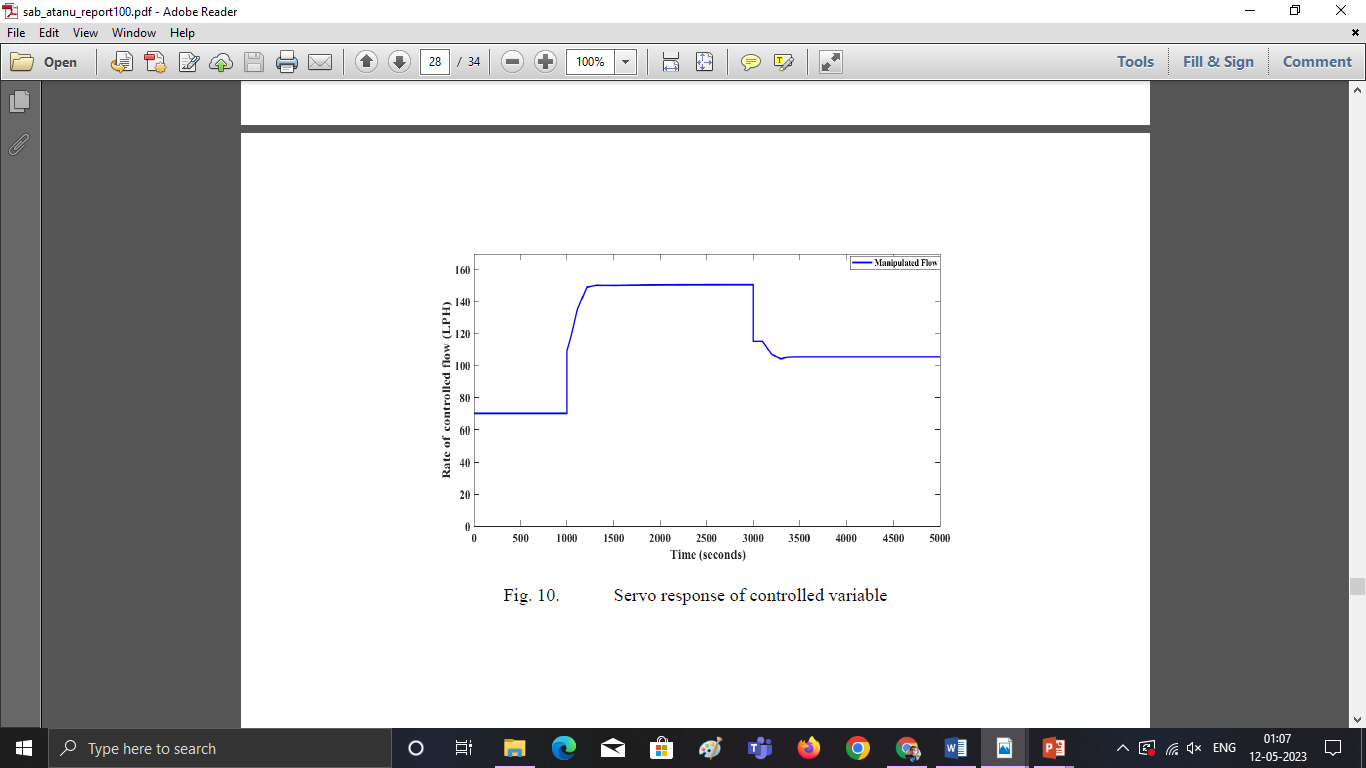 sab_atanu_report100.pdf - Adobe Reader
File Edit View Window Help
Open 28 / 34 100% Tools Fill & Sign Comment
Manipulated Flow
160
140
120
100
80
60
40
20
0
Rate of controlled flow (LPH)
0 500 1000 1500 2000 2500 3000 3500 4000 4500 5000
Time (seconds)
Fig. 10. Servo response of controlled variable
Type here to search
ENG
01:07
12-05-2023